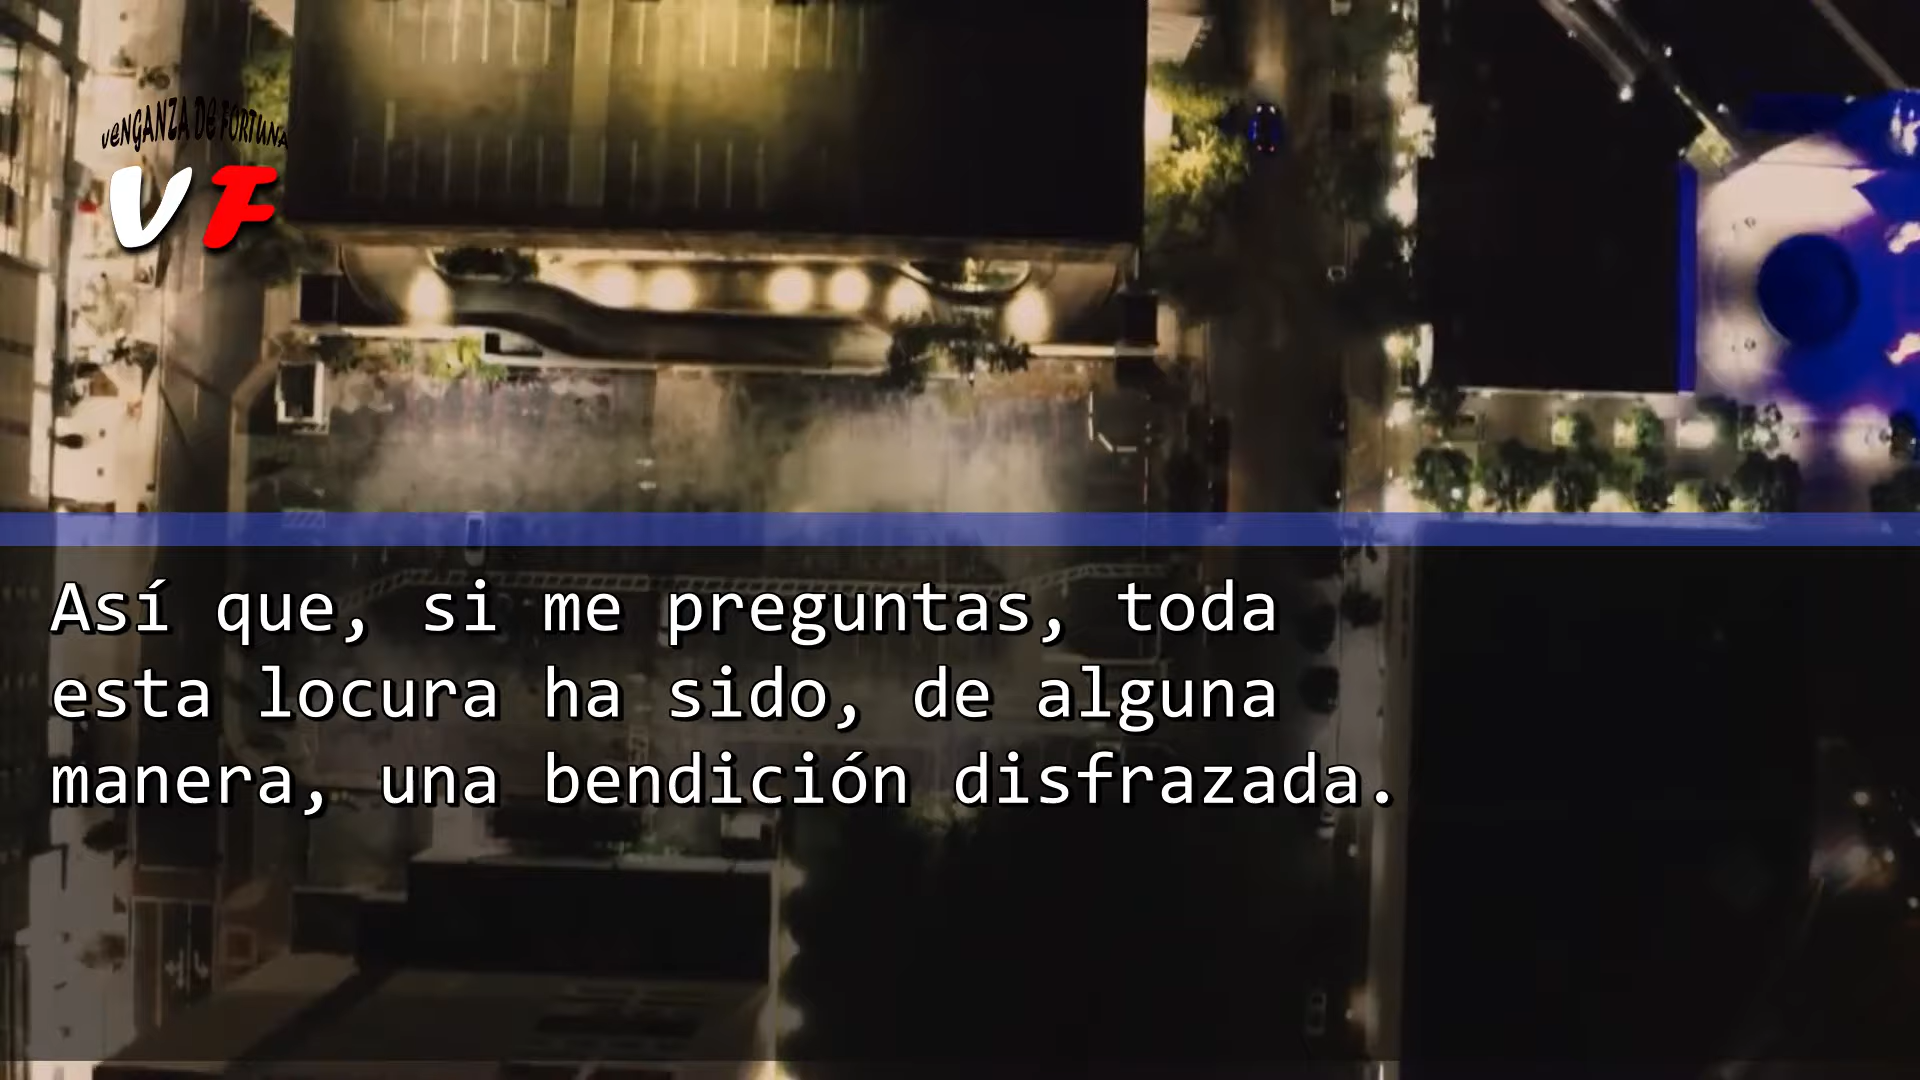 VENGANZA DE FORTUNA
VF
Así que, si me preguntas, toda
esta locura ha sido, de alguna
manera, una bendición disfrazada.